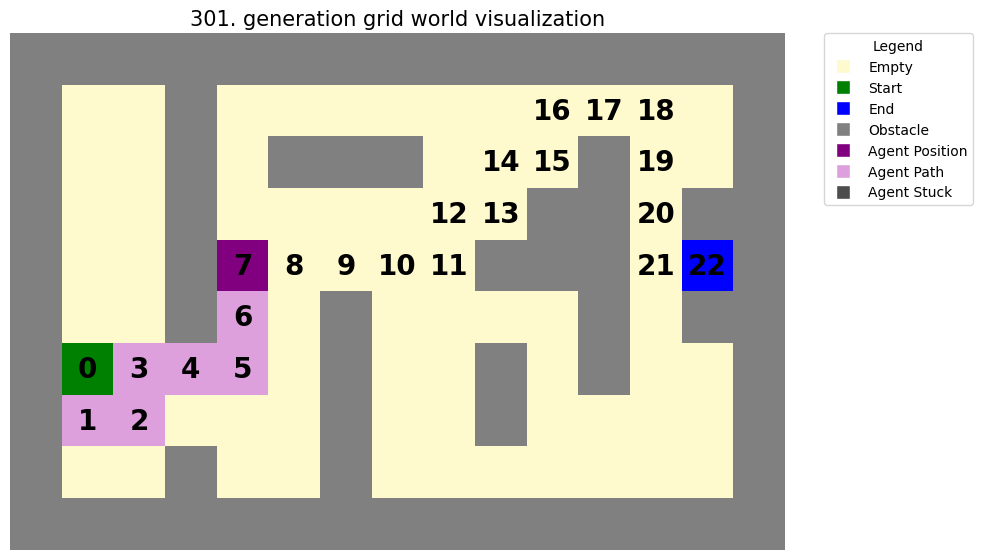 301. generation grid world visualization
Legend
Empty
Start
End
Obstacle
Agent Position
Agent Path
Agent Stuck
16 17 18
14 15 19
12 13 20
7 8 9 10 11 21 22
6
0 3 4 5
1 2